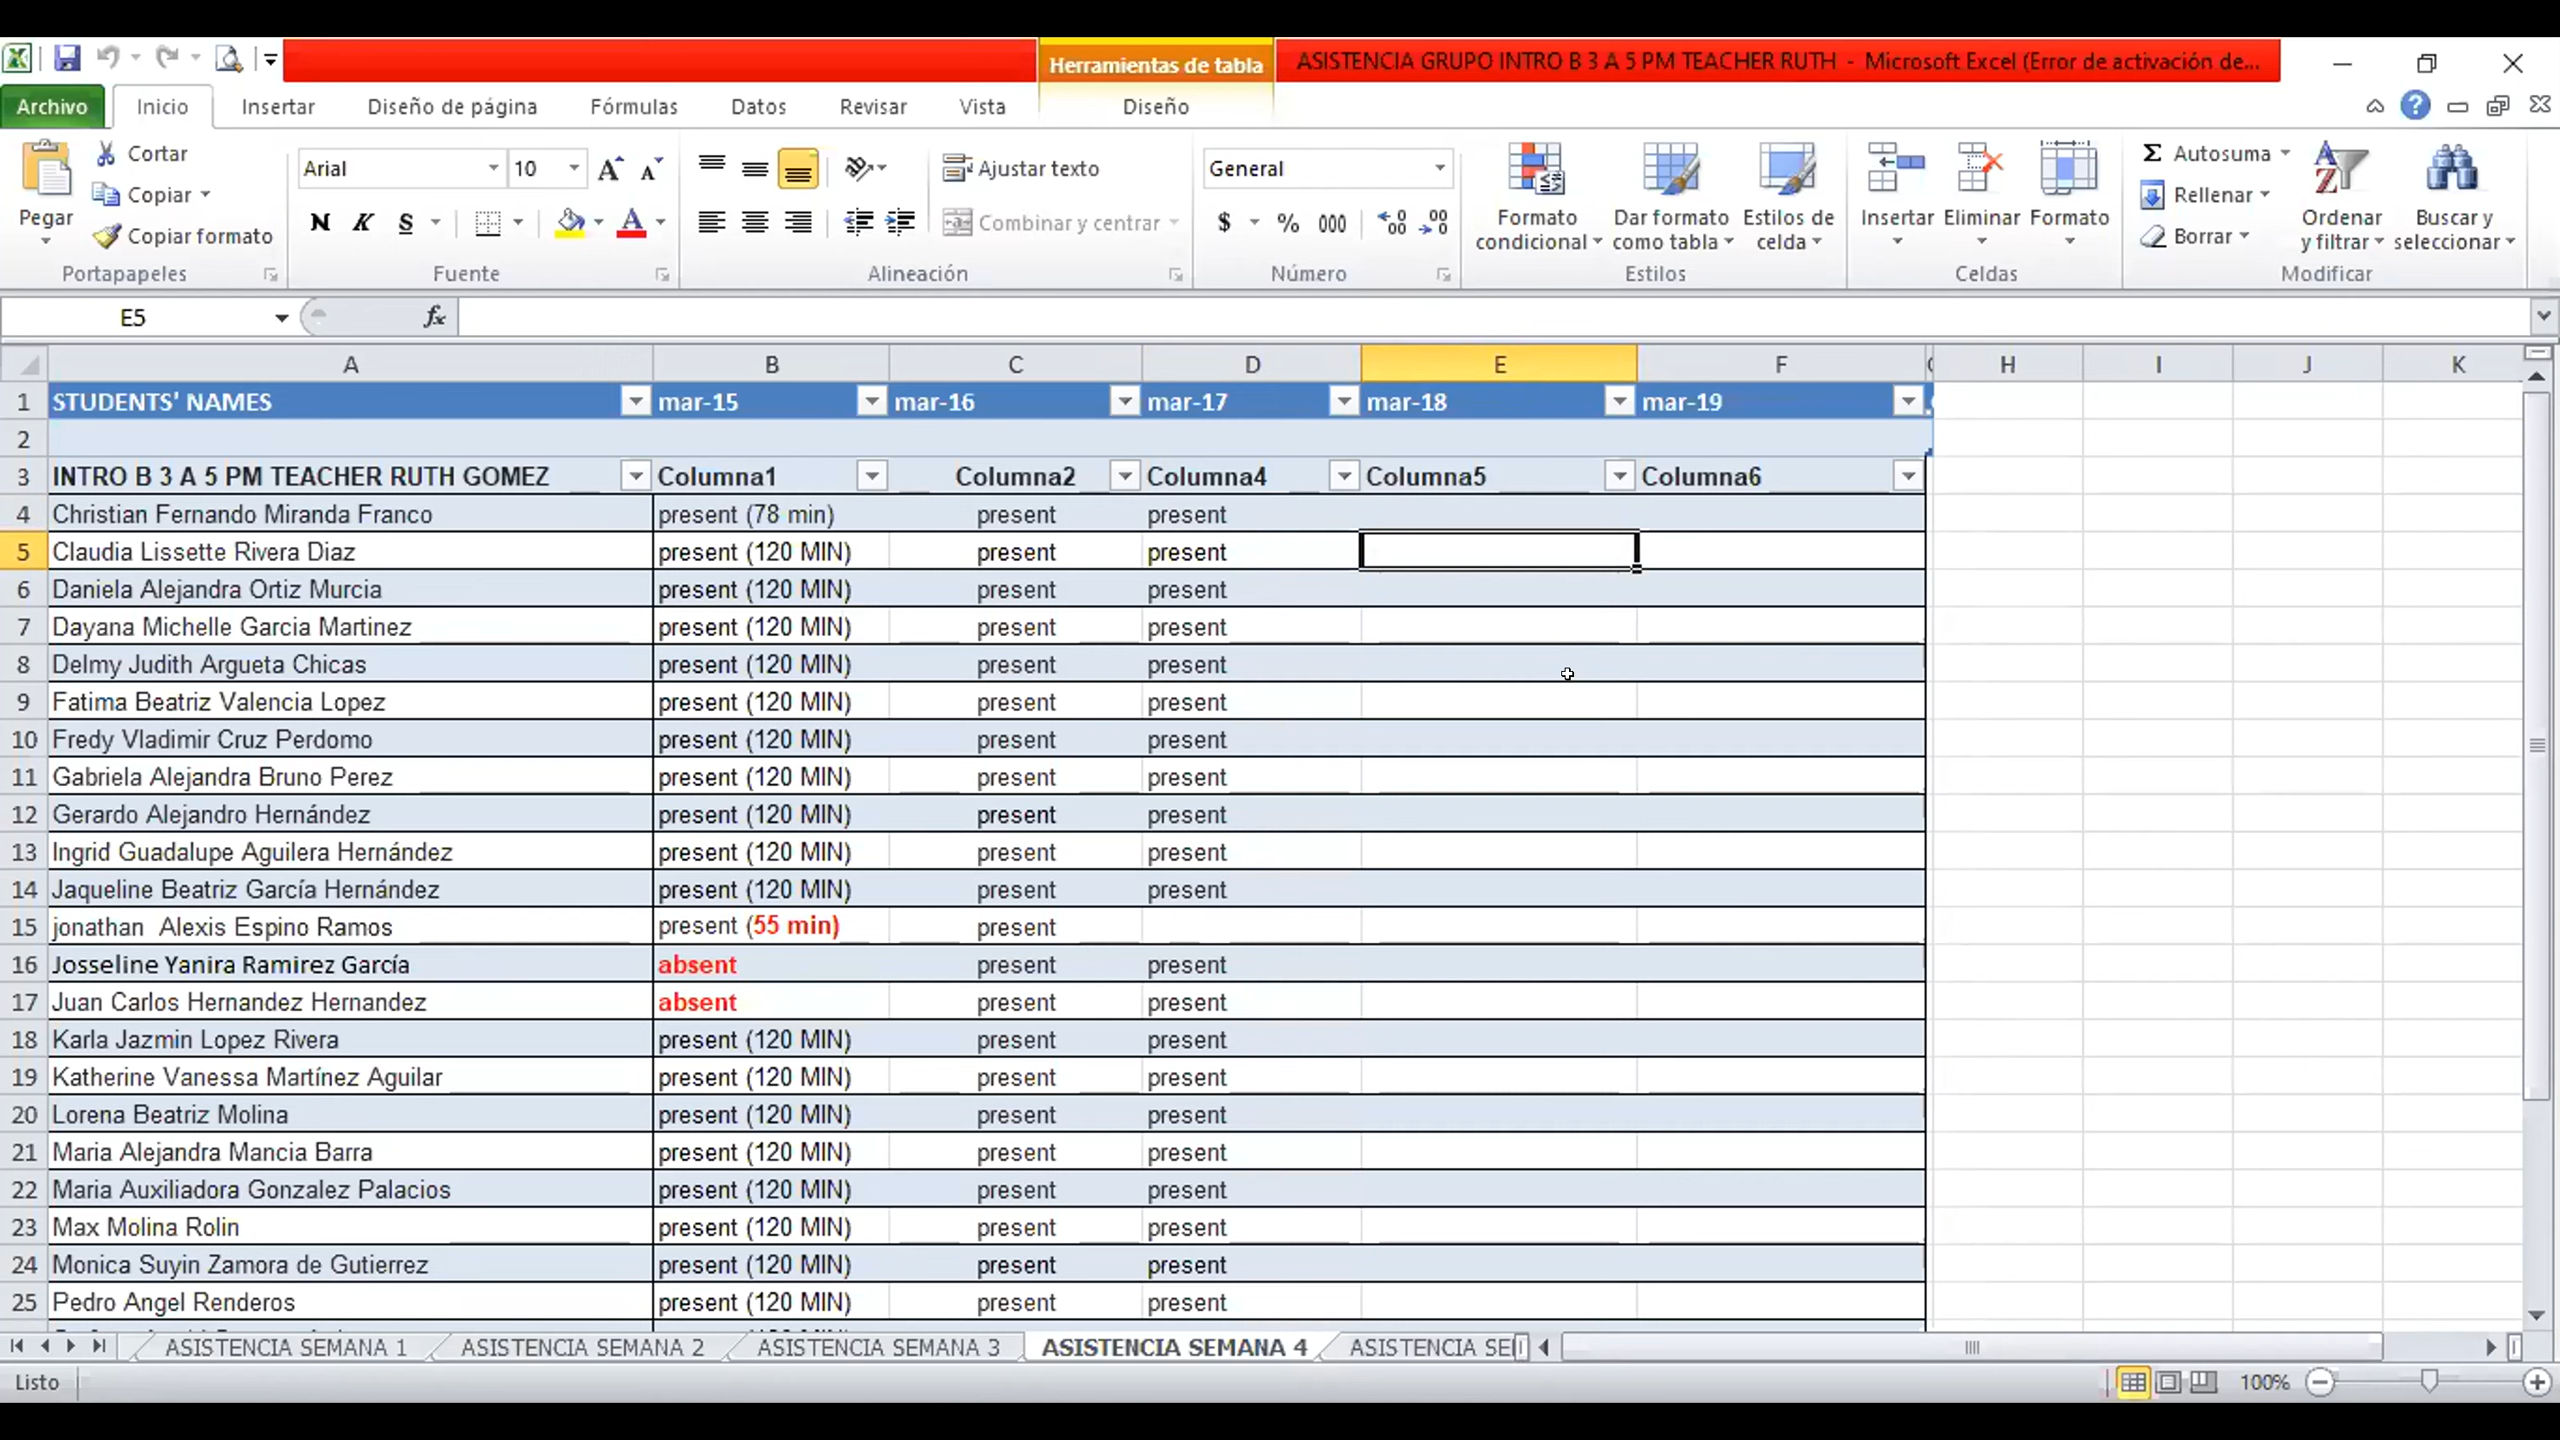 Herramientas de tabla
ASISTENCIA GRUPO INTRO B 3 A 5 PM TEACHER RUTH - Microsoft Excel (Error de activación de...
Archivo Inicio Insertar Diseño de página Fórmulas Datos Revisar Vista Diseño
Pegar
Cortar
Copiar
Copiar formato
Portapapeles
Arial 10
N K S
Fuente
Ajustar texto
Combinar y centrar
Alineación
General
$ % 000
Número
Formato condicional
Dar formato como tabla
Estilos de celda
Estilos
Insertar Eliminar Formato
Celdas
Autosuma
Rellenar
Borrar
Ordenar y filtrar
Buscar y seleccionar
Modificar
E5 fx
A B C D E F H I J K
1 STUDENTS' NAMES mar-15 mar-16 mar-17 mar-18 mar-19
2
3 INTRO B 3 A 5 PM TEACHER RUTH GOMEZ Columna1 Columna2 Columna4 Columna5 Columna6
4 Christian Fernando Miranda Franco present (78 min) present present
5 Claudia Lissette Rivera Diaz present (120 MIN) present present
6 Daniela Alejandra Ortiz Murcia present (120 MIN) present present
7 Dayana Michelle Garcia Martinez present (120 MIN) present present
8 Delmy Judith Argueta Chicas present (120 MIN) present present
9 Fatima Beatriz Valencia Lopez present (120 MIN) present present
10 Fredy Vladimir Cruz Perdomo present (120 MIN) present present
11 Gabriela Alejandra Bruno Perez present (120 MIN) present present
12 Gerardo Alejandro Hernández present (120 MIN) present present
13 Ingrid Guadalupe Aguilera Hernández present (120 MIN) present present
14 Jaqueline Beatriz García Hernández present (120 MIN) present present
15 jonathan Alexis Espino Ramos present (55 min) present
16 Josseline Yanira Ramirez García absent present present
17 Juan Carlos Hernandez Hernandez absent present present
18 Karla Jazmin Lopez Rivera present (120 MIN) present present
19 Katherine Vanessa Martínez Aguilar present (120 MIN) present present
20 Lorena Beatriz Molina present (120 MIN) present present
21 Maria Alejandra Mancia Barra present (120 MIN) present present
22 Maria Auxiliadora Gonzalez Palacios present (120 MIN) present present
23 Max Molina Rolin present (120 MIN) present present
24 Monica Suyin Zamora de Gutierrez present (120 MIN) present present
25 Pedro Angel Renderos present (120 MIN) present present
ASISTENCIA SEMANA 1 ASISTENCIA SEMANA 2 ASISTENCIA SEMANA 3 ASISTENCIA SEMANA 4 ASISTENCIA SE
Listo 100%